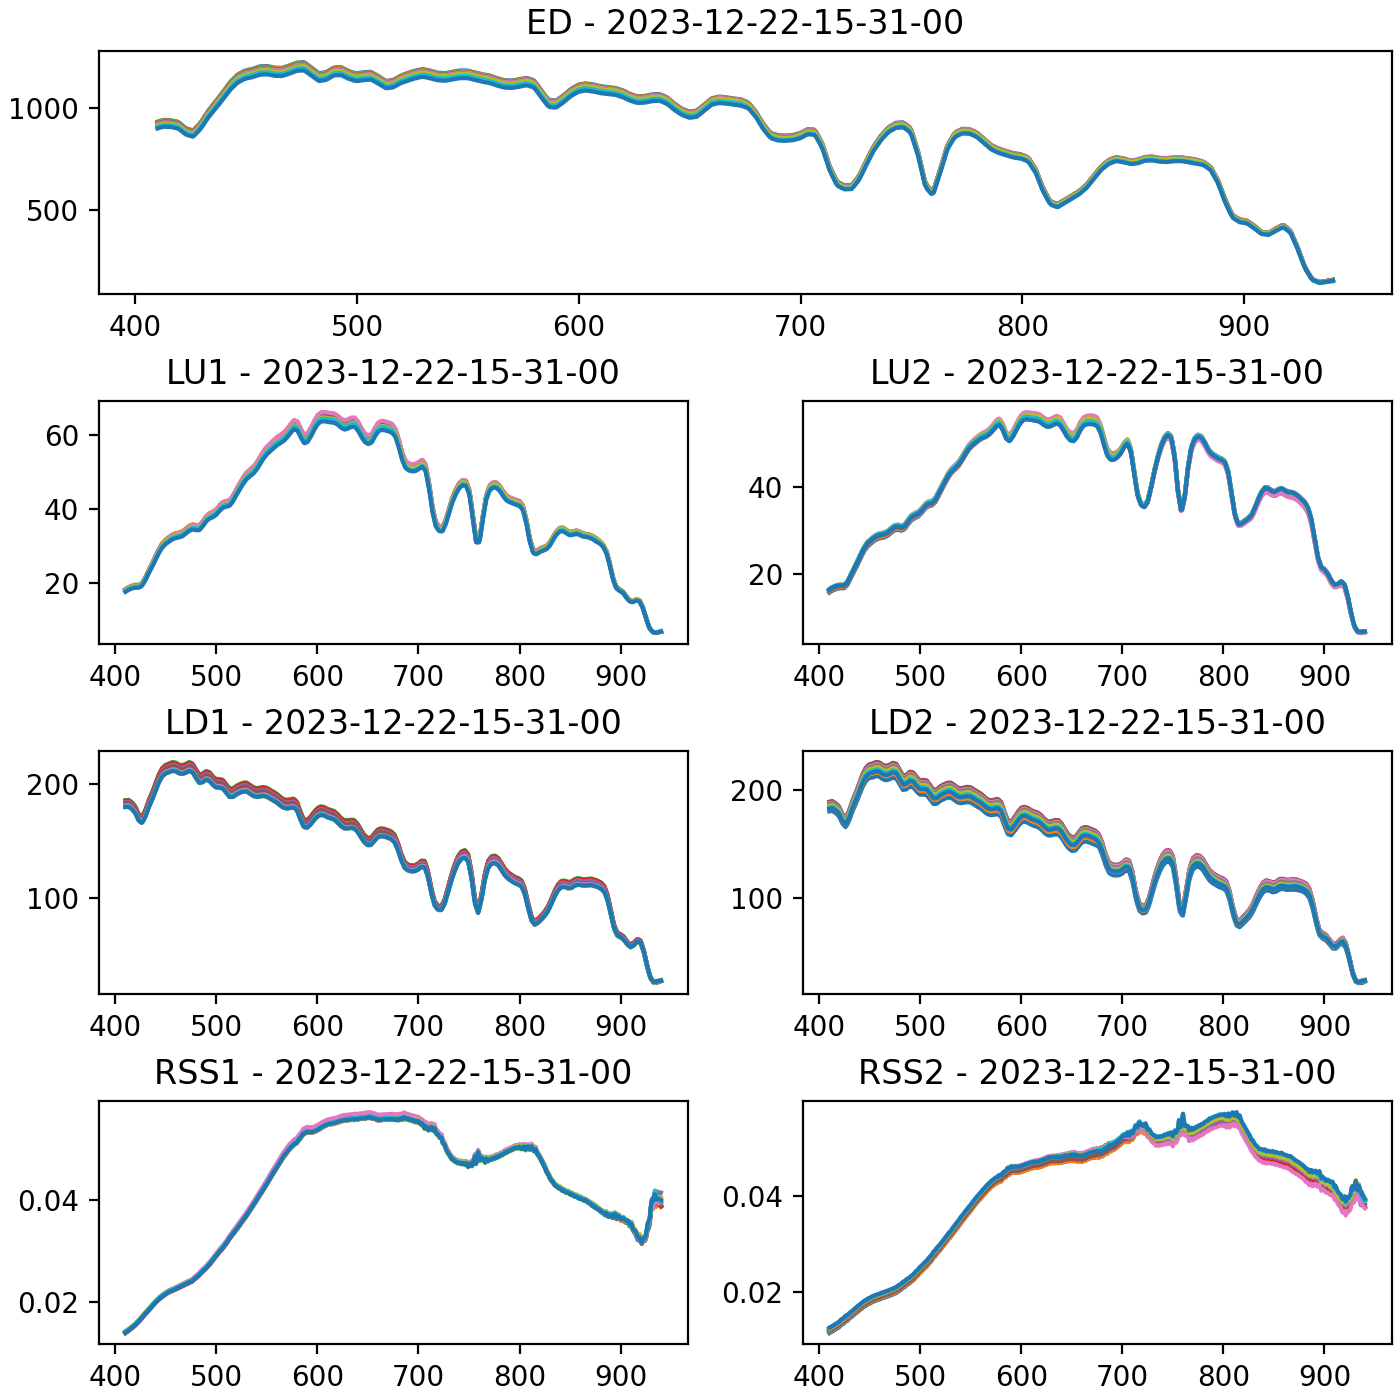 ED - 2023-12-22-15-31-00
1000
500
400 500 600 700 800 900
LU1 - 2023-12-22-15-31-00
60
40
20
400 500 600 700 800 900
LU2 - 2023-12-22-15-31-00
40
20
400 500 600 700 800 900
LD1 - 2023-12-22-15-31-00
200
100
400 500 600 700 800 900
LD2 - 2023-12-22-15-31-00
200
100
400 500 600 700 800 900
RSS1 - 2023-12-22-15-31-00
0.04
0.02
400 500 600 700 800 900
RSS2 - 2023-12-22-15-31-00
0.04
0.02
400 500 600 700 800 900